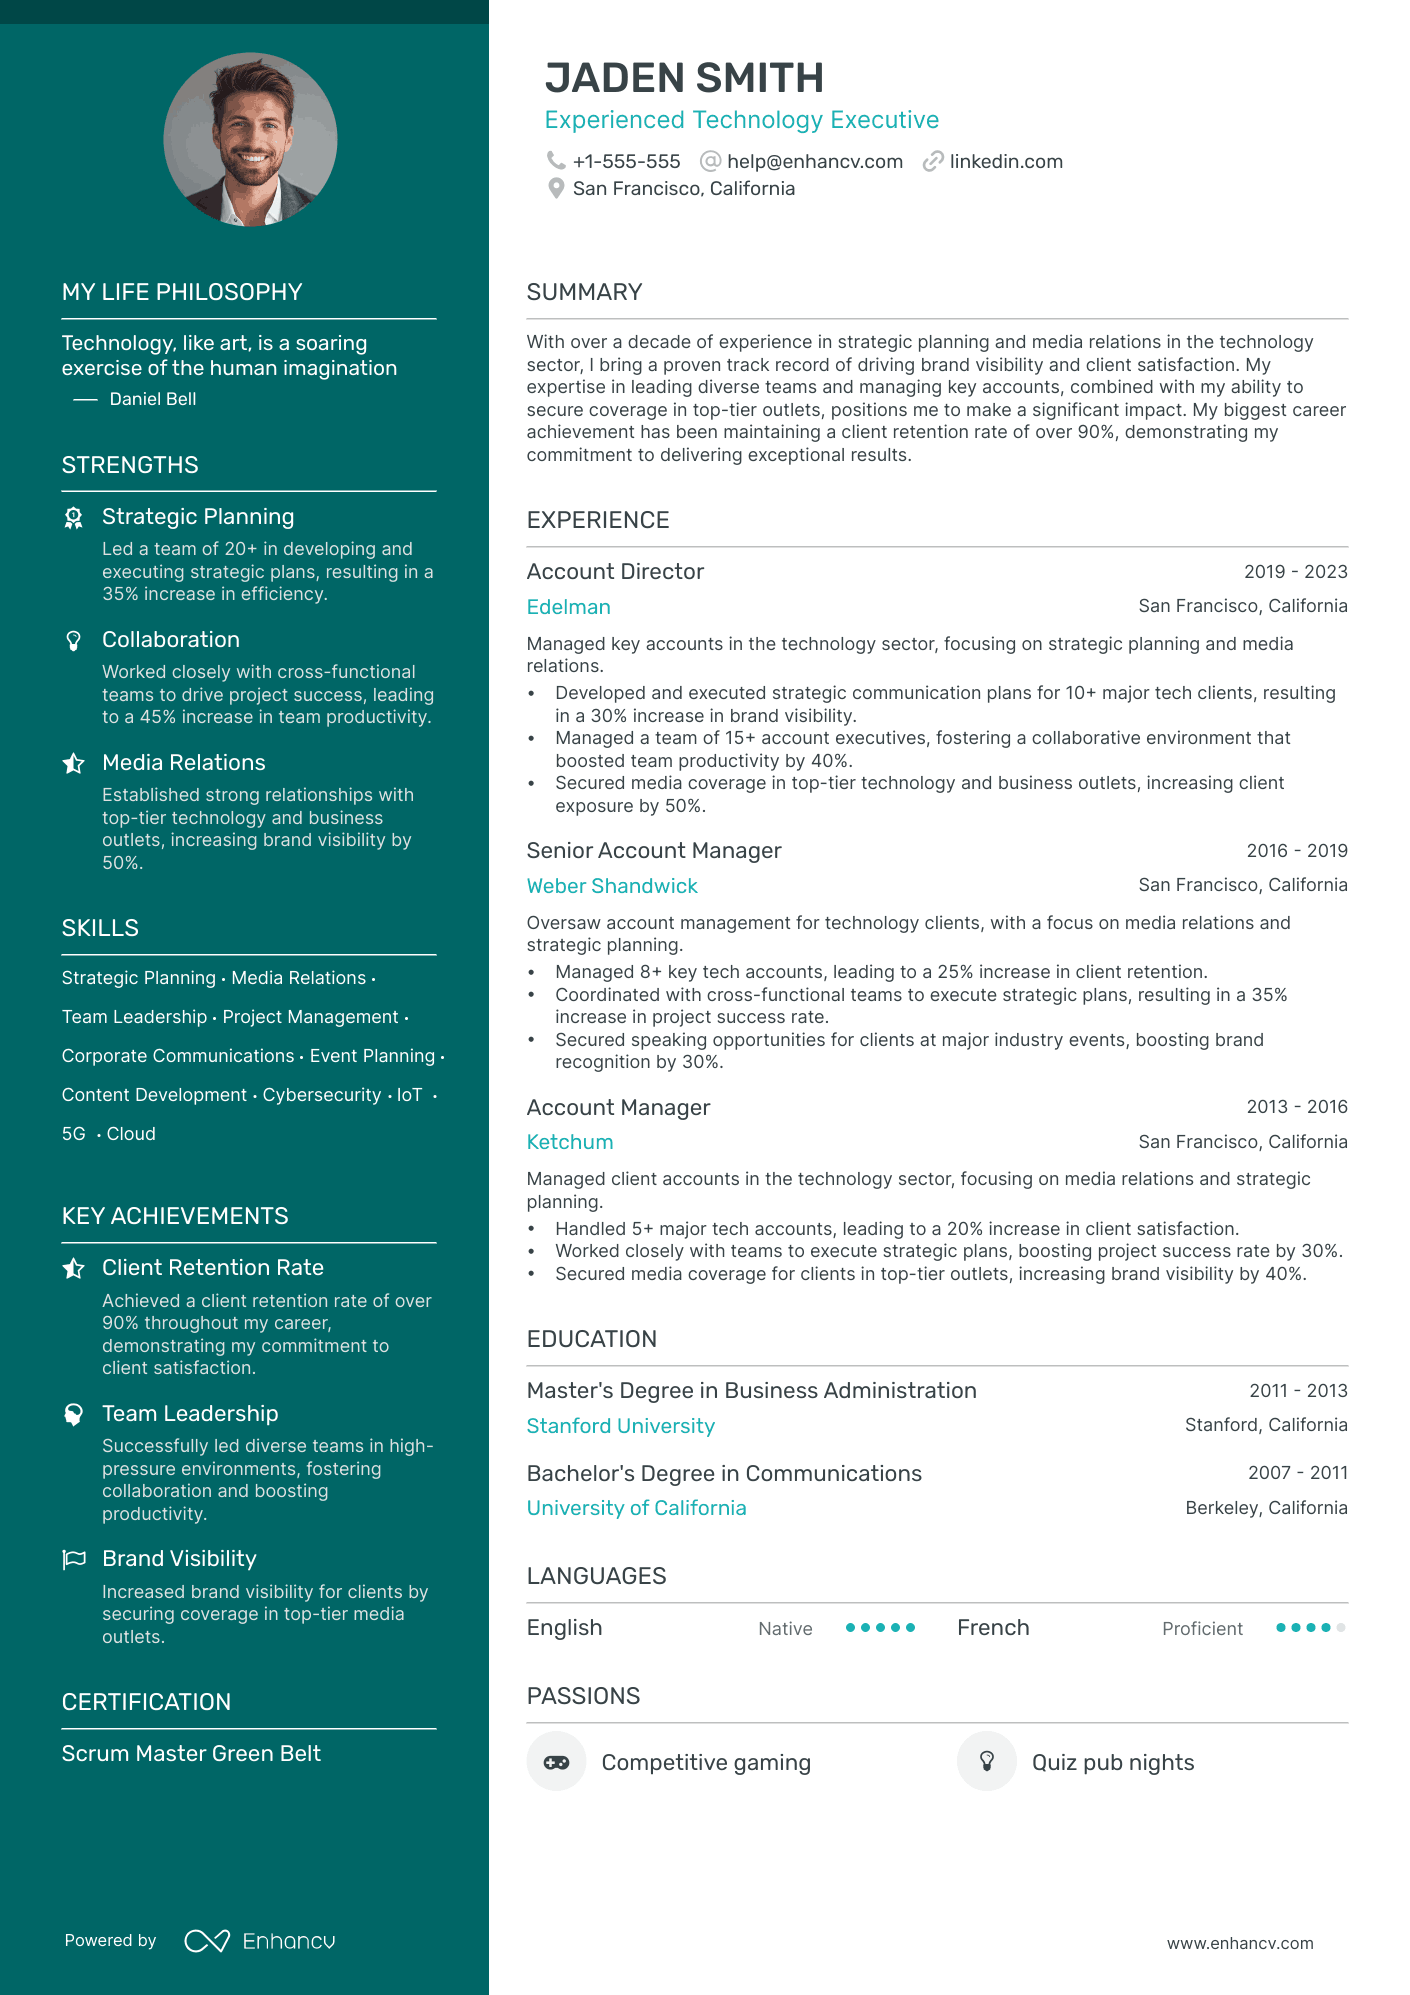 JADEN SMITH
Experienced Technology Executive
+1-555-555 help@enhancv.com linkedin.com
San Francisco, California
MY LIFE PHILOSOPHY
Technology, like art, is a soaring
exercise of the human imagination
— Daniel Bell
STRENGTHS
Strategic Planning
Led a team of 20+ in developing and
executing strategic plans, resulting in a
35% increase in efficiency.
Collaboration
Worked closely with cross-functional
teams to drive project success, leading
to a 45% increase in team productivity.
Media Relations
Established strong relationships with
top-tier technology and business
outlets, increasing brand visibility by
50%.
SKILLS
Strategic Planning · Media Relations ·
Team Leadership · Project Management ·
Corporate Communications · Event Planning ·
Content Development · Cybersecurity · IoT ·
5G · Cloud
KEY ACHIEVEMENTS
Client Retention Rate
Achieved a client retention rate of over
90% throughout my career,
demonstrating my commitment to
client satisfaction.
Team Leadership
Successfully led diverse teams in high-
pressure environments, fostering
collaboration and boosting
productivity.
Brand Visibility
Increased brand visibility for clients by
securing coverage in top-tier media
outlets.
CERTIFICATION
Scrum Master Green Belt
SUMMARY
With over a decade of experience in strategic planning and media relations in the technology
sector, I bring a proven track record of driving brand visibility and client satisfaction. My
expertise in leading diverse teams and managing key accounts, combined with my ability to
secure coverage in top-tier outlets, positions me to make a significant impact. My biggest career
achievement has been maintaining a client retention rate of over 90%, demonstrating my
commitment to delivering exceptional results.
EXPERIENCE
Account Director 2019 - 2023
Edelman San Francisco, California
Managed key accounts in the technology sector, focusing on strategic planning and media
relations.
• Developed and executed strategic communication plans for 10+ major tech clients, resulting
in a 30% increase in brand visibility.
• Managed a team of 15+ account executives, fostering a collaborative environment that
boosted team productivity by 40%.
• Secured media coverage in top-tier technology and business outlets, increasing client
exposure by 50%.
Senior Account Manager 2016 - 2019
Weber Shandwick San Francisco, California
Oversaw account management for technology clients, with a focus on media relations and
strategic planning.
• Managed 8+ key tech accounts, leading to a 25% increase in client retention.
• Coordinated with cross-functional teams to execute strategic plans, resulting in a 35%
increase in project success rate.
• Secured speaking opportunities for clients at major industry events, boosting brand
recognition by 30%.
Account Manager 2013 - 2016
Ketchum San Francisco, California
Managed client accounts in the technology sector, focusing on media relations and strategic
planning.
• Handled 5+ major tech accounts, leading to a 20% increase in client satisfaction.
• Worked closely with teams to execute strategic plans, boosting project success rate by 30%.
• Secured media coverage for clients in top-tier outlets, increasing brand visibility by 40%.
EDUCATION
Master's Degree in Business Administration 2011 - 2013
Stanford University Stanford, California
Bachelor's Degree in Communications 2007 - 2011
University of California Berkeley, California
LANGUAGES
English Native French Proficient
PASSIONS
Competitive gaming Quiz pub nights
Powered by Enhancv
www.enhancv.com